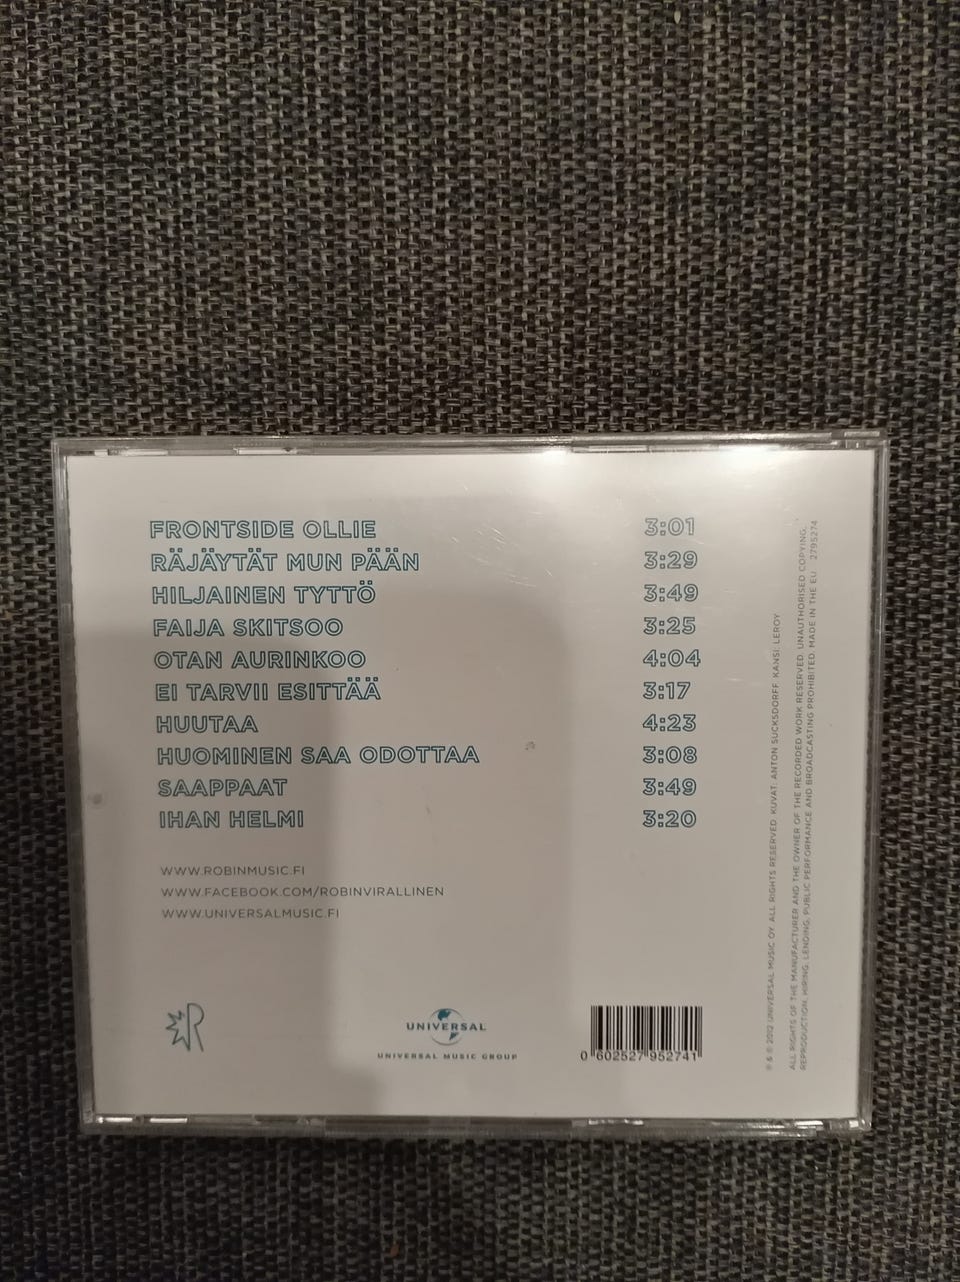 FRONTSIDE OLLIE 3:01
RÄJÄYTÄT MUN PÄÄN 3:29
HILJAINEN TYTTÖ 3:49
FAIJA SKITSOO 3:25
OTAN AURINKOO 4:04
EI TARVII ESITTÄÄ 3:17
HUUTAA 4:23
HUOMINEN SAA ODOTTAA 3:08
SAAPPAAT 3:49
IHAN HELMI 3:20
WWW.ROBINMUSIC.FI
WWW.FACEBOOK.COM/ROBINVIRALLINEN
WWW.UNIVERSALMUSIC.FI
R
UNIVERSAL
UNIVERSAL MUSIC GROUP
0 602527 952741
℗ & © 2012 UNIVERSAL MUSIC OY. ALL RIGHTS RESERVED. KUVAT: ANTON SUCKSDORFF. KANSI: LEROY
ALL RIGHTS OF THE MANUFACTURER AND THE OWNER OF THE RECORDED WORK RESERVED. UNAUTHORISED COPYING,
REPRODUCTION, HIRING, LENDING, PUBLIC PERFORMANCE AND BROADCASTING PROHIBITED. MADE IN THE EU. 2795274